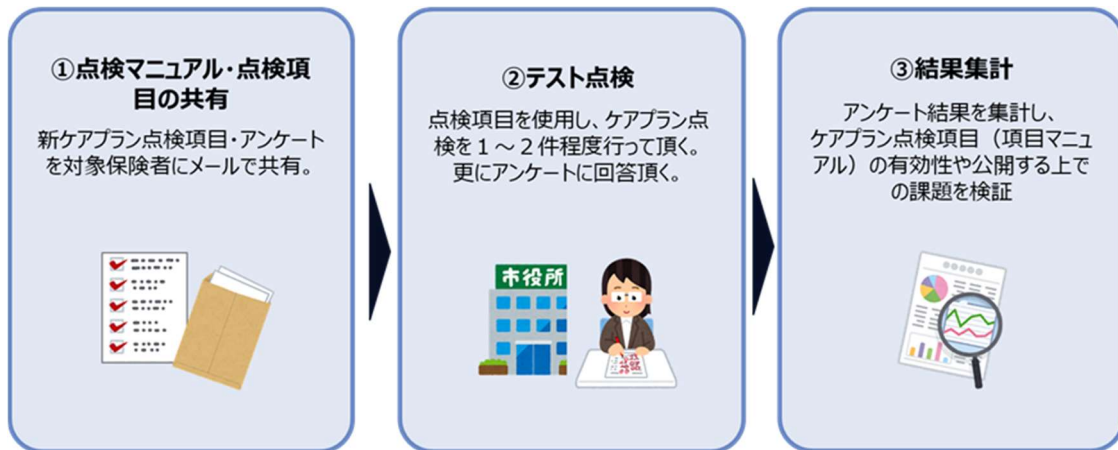 ①点検マニュアル・点検項
目の共有
新ケアプラン点検項目・アンケート
を対象保険者にメールで共有。
②テスト点検
点検項目を使用し、ケアプラン点
検を１～２件程度行って頂く。
更にアンケートに回答頂く。
市役所
③結果集計
アンケート結果を集計し、
ケアプラン点検項目（項目マニュ
アル）の有効性や公開する上で
の課題を検証